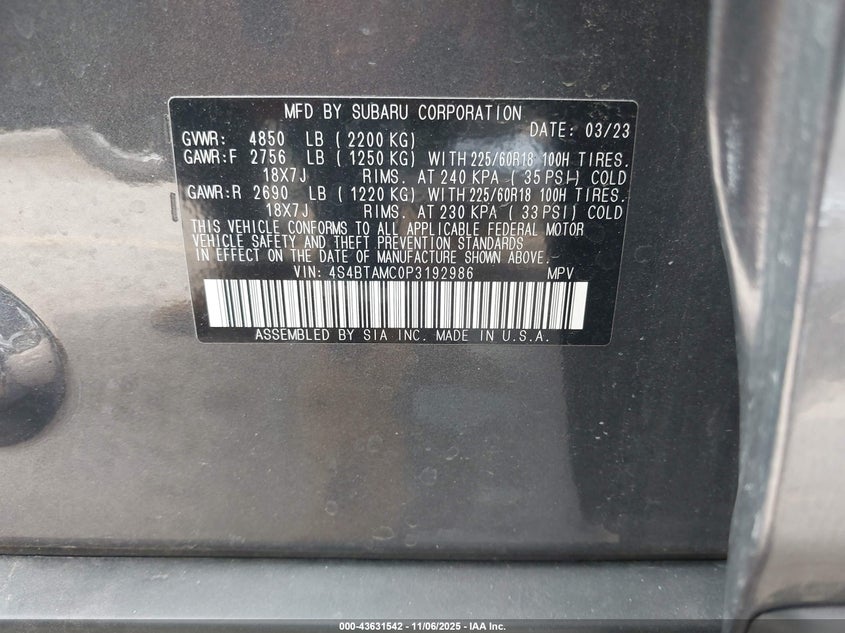 MFD BY SUBARU CORPORATION
DATE: 03/23
GVWR: 4850 LB ( 2200 KG)
GAWR:F 2756 LB ( 1250 KG) WITH 225/60R18 100H TIRES.
18X7J RIMS. AT 240 KPA ( 35 PSI) COLD
GAWR:R 2690 LB ( 1220 KG) WITH 225/60R18 100H TIRES.
18X7J RIMS. AT 230 KPA ( 33 PSI) COLD
THIS VEHICLE CONFORMS TO ALL APPLICABLE FEDERAL MOTOR
VEHICLE SAFETY AND THEFT PREVENTION STANDARDS
IN EFFECT ON THE DATE OF MANUFACTURE SHOWN ABOVE.
VIN: 4S4BTAMC0P3192986 MPV
ASSEMBLED BY SIA INC. MADE IN U.S.A.
000-43631542 - 11/06/2025 - IAA Inc.